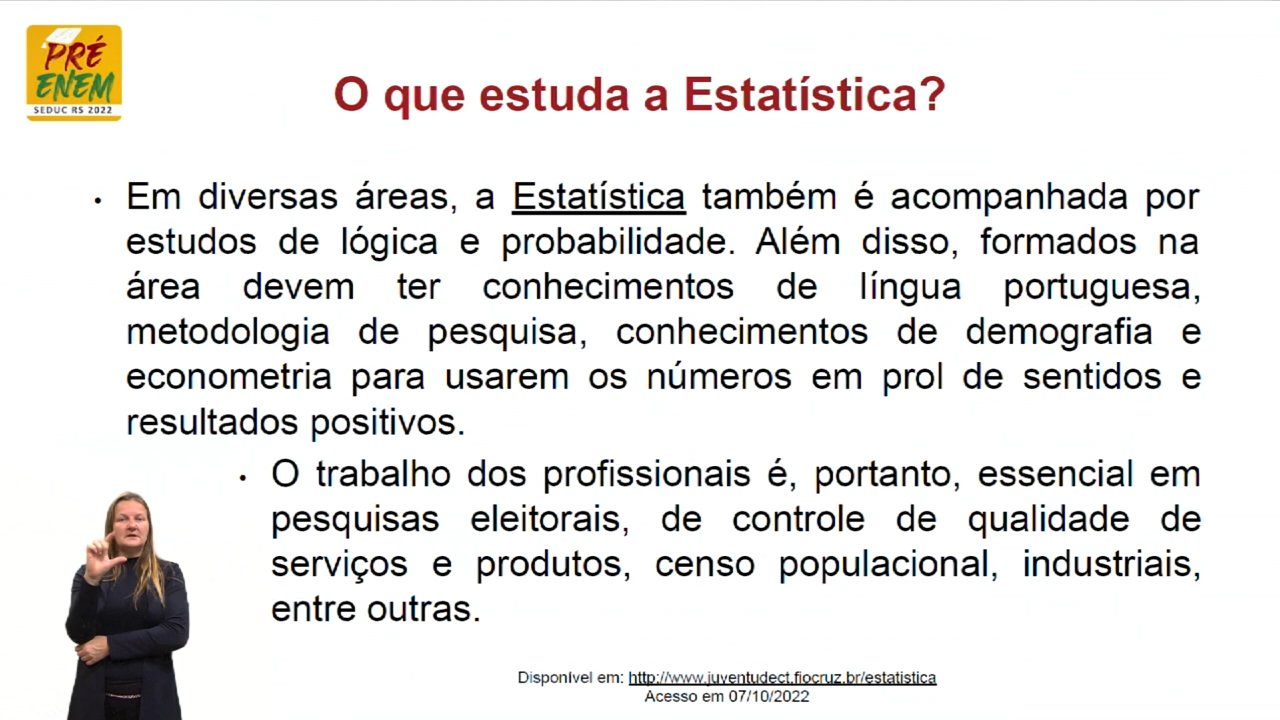 PRÉ
ENEM
SEDUC RS 2022
O que estuda a Estatística?
• Em diversas áreas, a Estatística também é acompanhada por
estudos de lógica e probabilidade. Além disso, formados na
área devem ter conhecimentos de língua portuguesa,
metodologia de pesquisa, conhecimentos de demografia e
econometria para usarem os números em prol de sentidos e
resultados positivos.
• O trabalho dos profissionais é, portanto, essencial em
pesquisas eleitorais, de controle de qualidade de
serviços e produtos, censo populacional, industriais,
entre outras.
Disponível em: http://www.juventudect.fiocruz.br/estatistica
Acesso em 07/10/2022